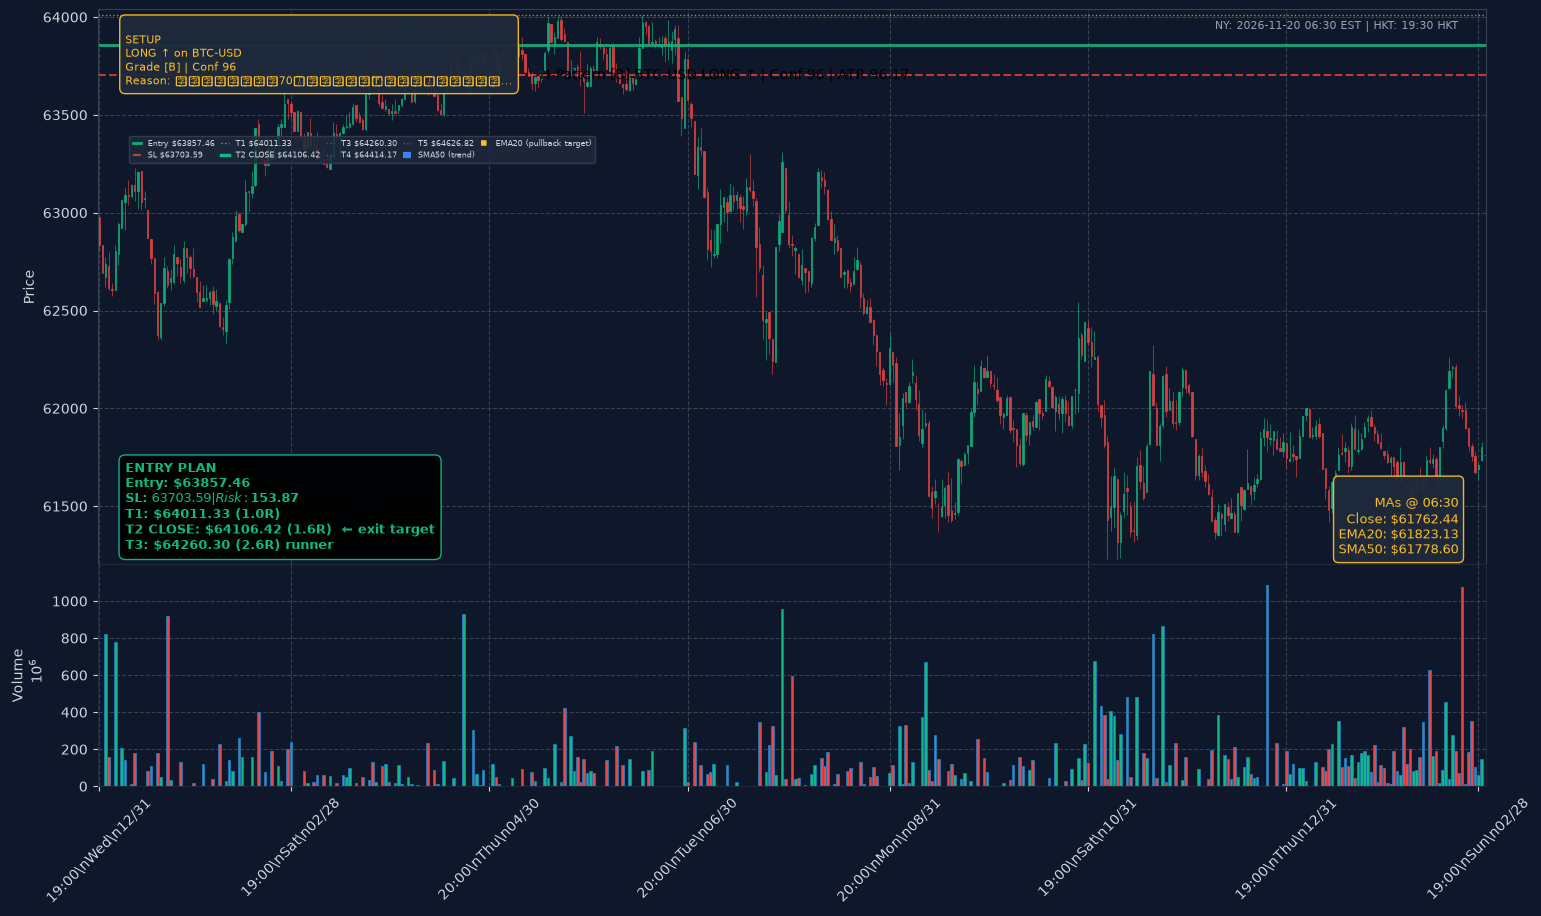 NY: 2026-11-20 06:30 EST | HKT: 19:30 HKT
SETUP
LONG ↑ on BTC-USD
Grade [B] | Conf 96
Reason: 70
Entry $63857.46
SL $63703.59
T1 $64011.33
T2 CLOSE $64106.42
T3 $64260.30
T4 $64414.17
T5 $64626.82
SMA50 (trend)
EMA20 (pullback target)
Price
64000
63500
63000
62500
62000
61500
ENTRY PLAN
Entry: $63857.46
SL: 63703.59|Risk:153.87
T1: $64011.33 (1.0R)
T2 CLOSE: $64106.42 (1.6R) ← exit target
T3: $64260.30 (2.6R) runner
MAs @ 06:30
Close: $61762.44
EMA20: $61823.13
SMA50: $61778.60
Volume
10⁶
1000
800
600
400
200
0
19:00\nWed\n12/31
19:00\nSat\n02/28
20:00\nThu\n04/30
20:00\nTue\n06/30
20:00\nMon\n08/31
19:00\nSat\n10/31
19:00\nThu\n12/31
19:00\nSun\n02/28